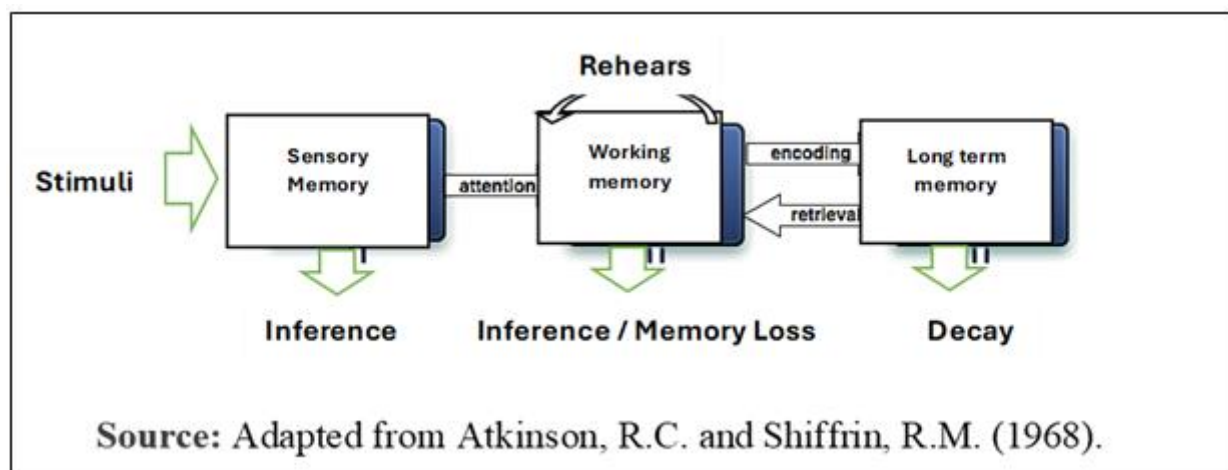 Rehears
Stimuli
Sensory
Memory
attention
Working
memory
encoding
retrieval
Long term
memory
Inference
Inference / Memory Loss
Decay
Source: Adapted from Atkinson, R.C. and Shiffrin, R.M. (1968).